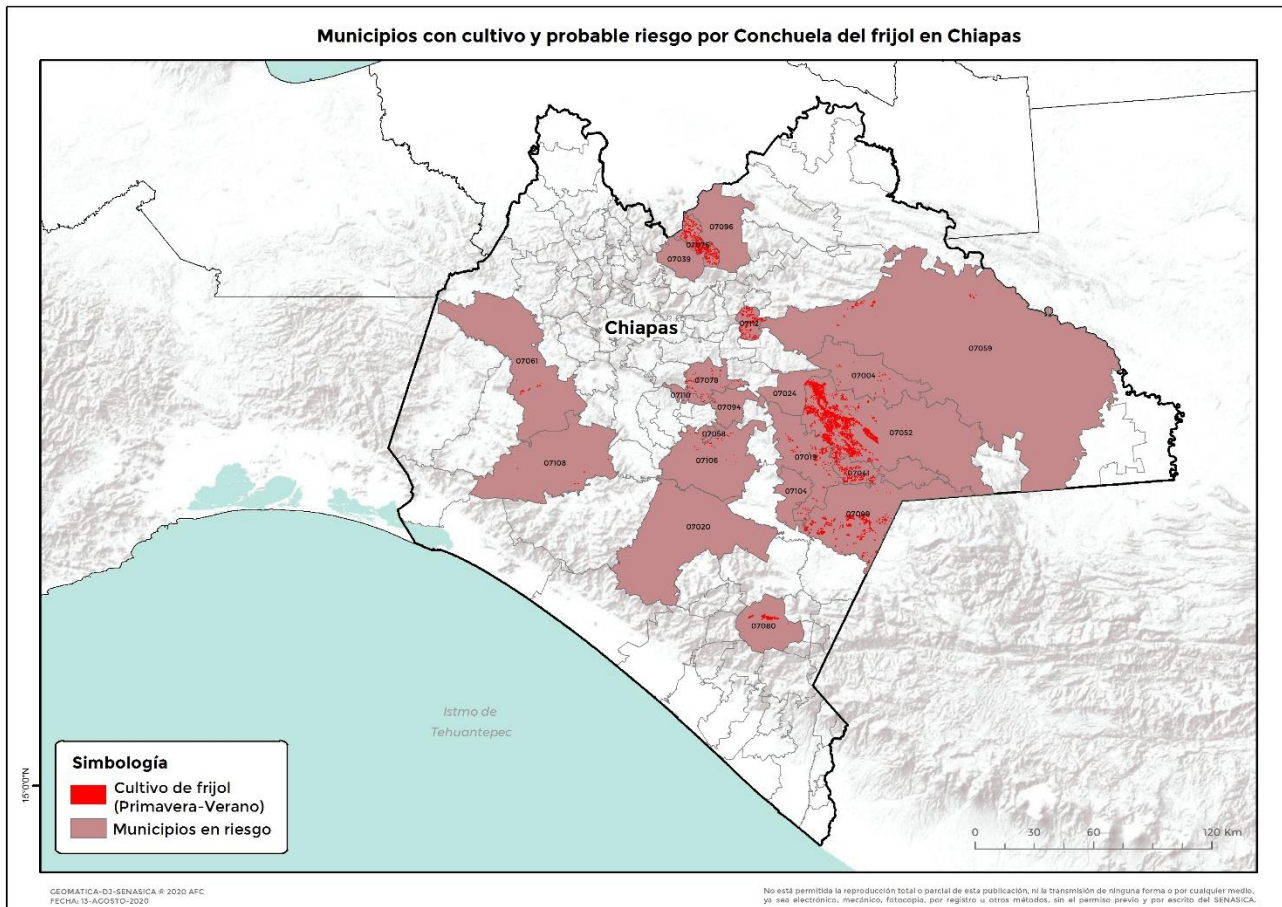 Municipios con cultivo y probable riesgo por Conchuela del frijol en Chiapas
07096
07075
07039
Chiapas
07112
07059
07061
07004
07078
07024
07110
07094
07052
07058
07019
07106
07108
07041
07104
07099
07020
07080
Istmo de
Tehuantepec
15°0'0"N
Simbología
Cultivo de frijol
(Primavera-Verano)
Municipios en riesgo
0 30 60 120 Km
GEOMATICA-DJ-SENASICA © 2020 AFC
FECHA: 13-AGOSTO-2020
No está permitida la reproducción total o parcial de esta publicación, ni la transmisión de ninguna forma o por cualquier medio,
ya sea electrónico, mecánico, fotocopia, por registro u otros métodos, sin el permiso previo y por escrito del SENASICA.